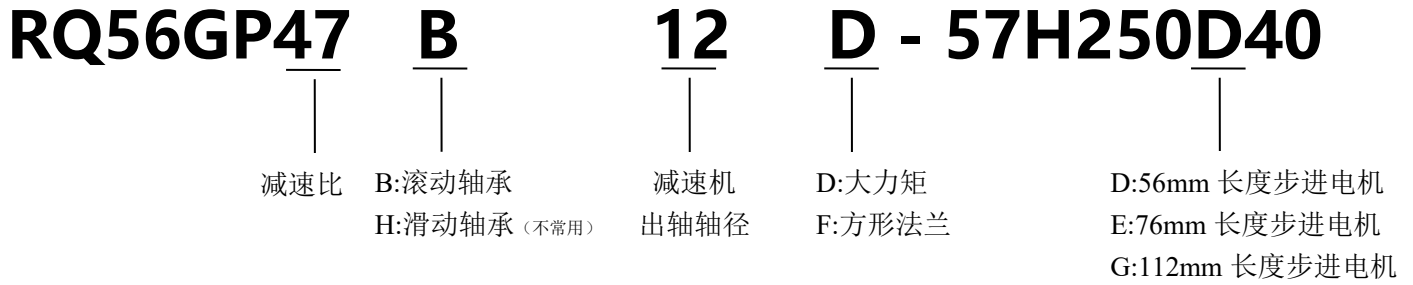 RQ56GP47 B 12 D - 57H250D40
减速比 B:滚动轴承 减速机 D:大力矩 D:56mm 长度步进电机
H:滑动轴承（不常用） 出轴轴径 F:方形法兰 E:76mm 长度步进电机
G:112mm 长度步进电机